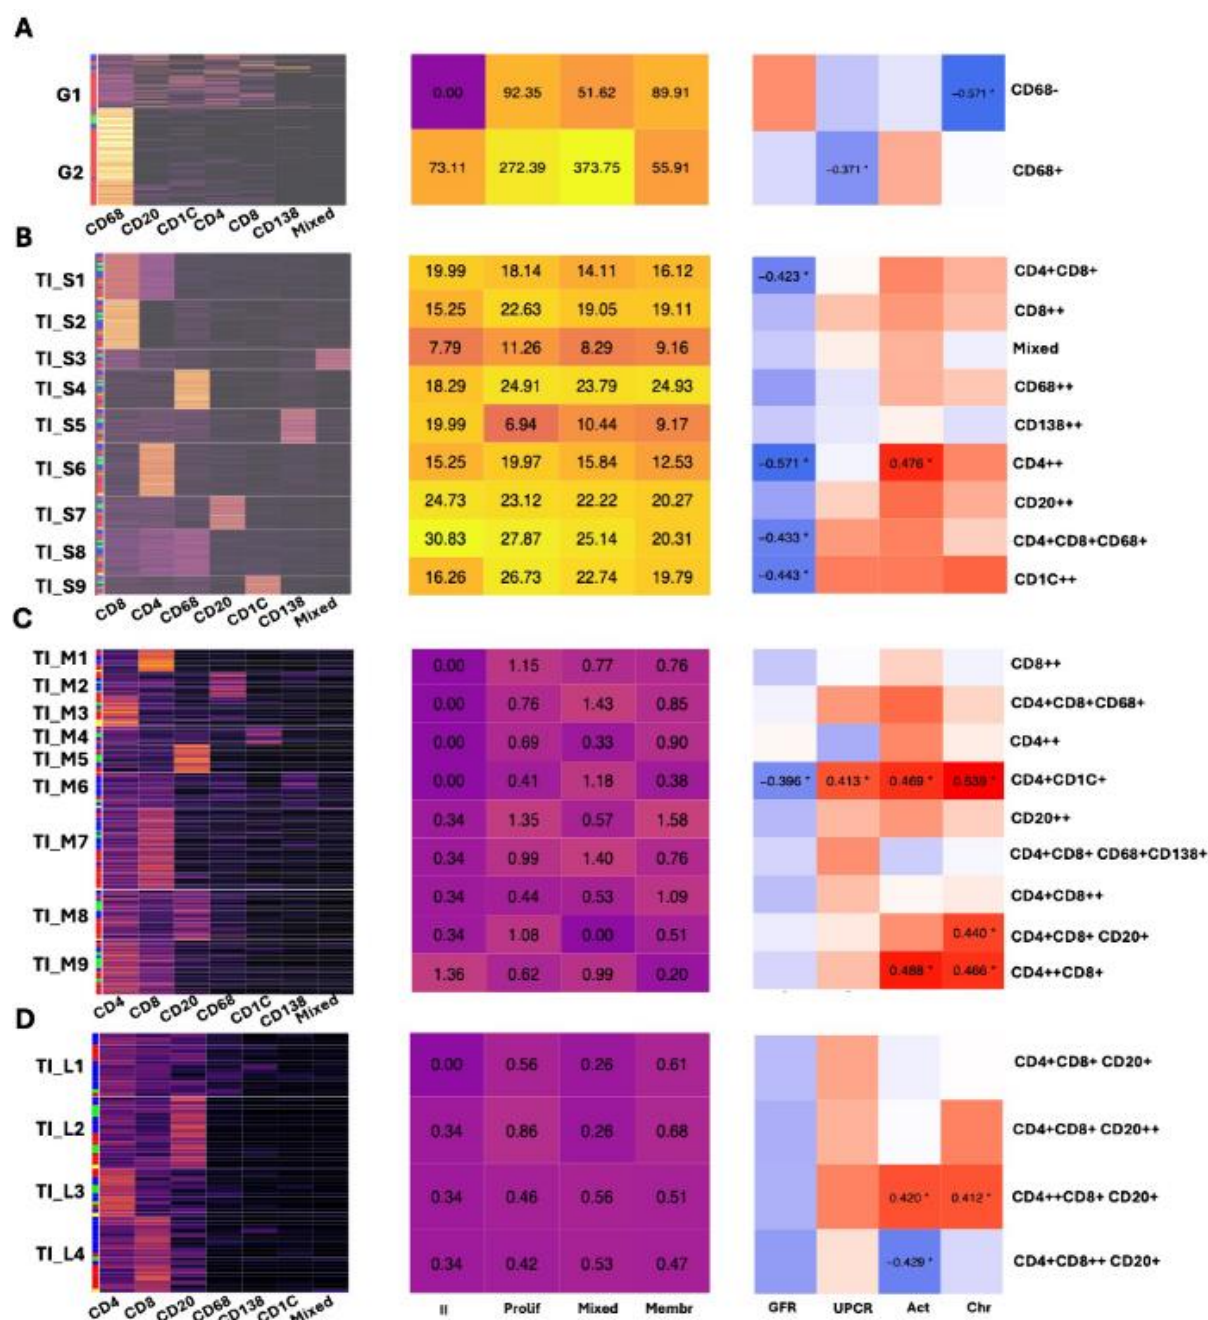 A
G1
G2
CD68 CD20 CD1C CD4 CD8 CD138 Mixed
0.00 92.35 51.62 89.91
73.11 272.39 373.75 55.91
-0.571 * CD68-
-0.371 * CD68+
B
TI_S1 19.99 18.14 14.11 16.12 -0.423 * CD4+CD8+
TI_S2 15.25 22.63 19.05 19.11 CD8++
TI_S3 7.79 11.26 8.29 9.16 Mixed
TI_S4 18.29 24.91 23.79 24.93 CD68++
TI_S5 19.99 6.94 10.44 9.17 CD138++
TI_S6 15.25 19.97 15.84 12.53 -0.571 * 0.476 * CD4++
TI_S7 24.73 23.12 22.22 20.27 CD20++
TI_S8 30.83 27.87 25.14 20.31 -0.433 * CD4+CD8+CD68+
TI_S9 16.26 26.73 22.74 19.79 -0.443 * CD1C++
CD8 CD4 CD68 CD20 CD1C CD138 Mixed
C
TI_M1 0.00 1.15 0.77 0.76 CD8++
TI_M2 0.00 0.76 1.43 0.85 CD4+CD8+CD68+
TI_M3 0.00 0.69 0.33 0.90 CD4++
TI_M4 0.00 0.41 1.18 0.38 -0.396 * 0.413 * 0.469 * 0.539 * CD4+CD1C+
TI_M5 0.34 1.35 0.57 1.58 CD20++
TI_M6 0.34 0.99 1.40 0.76 CD4+CD8+ CD68+CD138+
TI_M7 0.34 0.44 0.53 1.09 CD4+CD8++
TI_M8 0.34 1.08 0.00 0.51 0.440 * CD4+CD8+ CD20+
TI_M9 1.36 0.62 0.99 0.20 0.488 * 0.466 * CD4++CD8+
CD4 CD8 CD20 CD68 CD1C CD138 Mixed
D
TI_L1 0.00 0.56 0.26 0.61 CD4+CD8+ CD20+
TI_L2 0.34 0.86 0.26 0.68 CD4+CD8+ CD20++
TI_L3 0.34 0.46 0.56 0.51 0.420 * 0.412 * CD4++CD8+ CD20+
TI_L4 0.34 0.42 0.53 0.47 -0.429 * CD4+CD8++ CD20+
CD4 CD8 CD20 CD68 CD138 CD1C Mixed
II Prolif Mixed Membr
GFR UPCR Act Chr